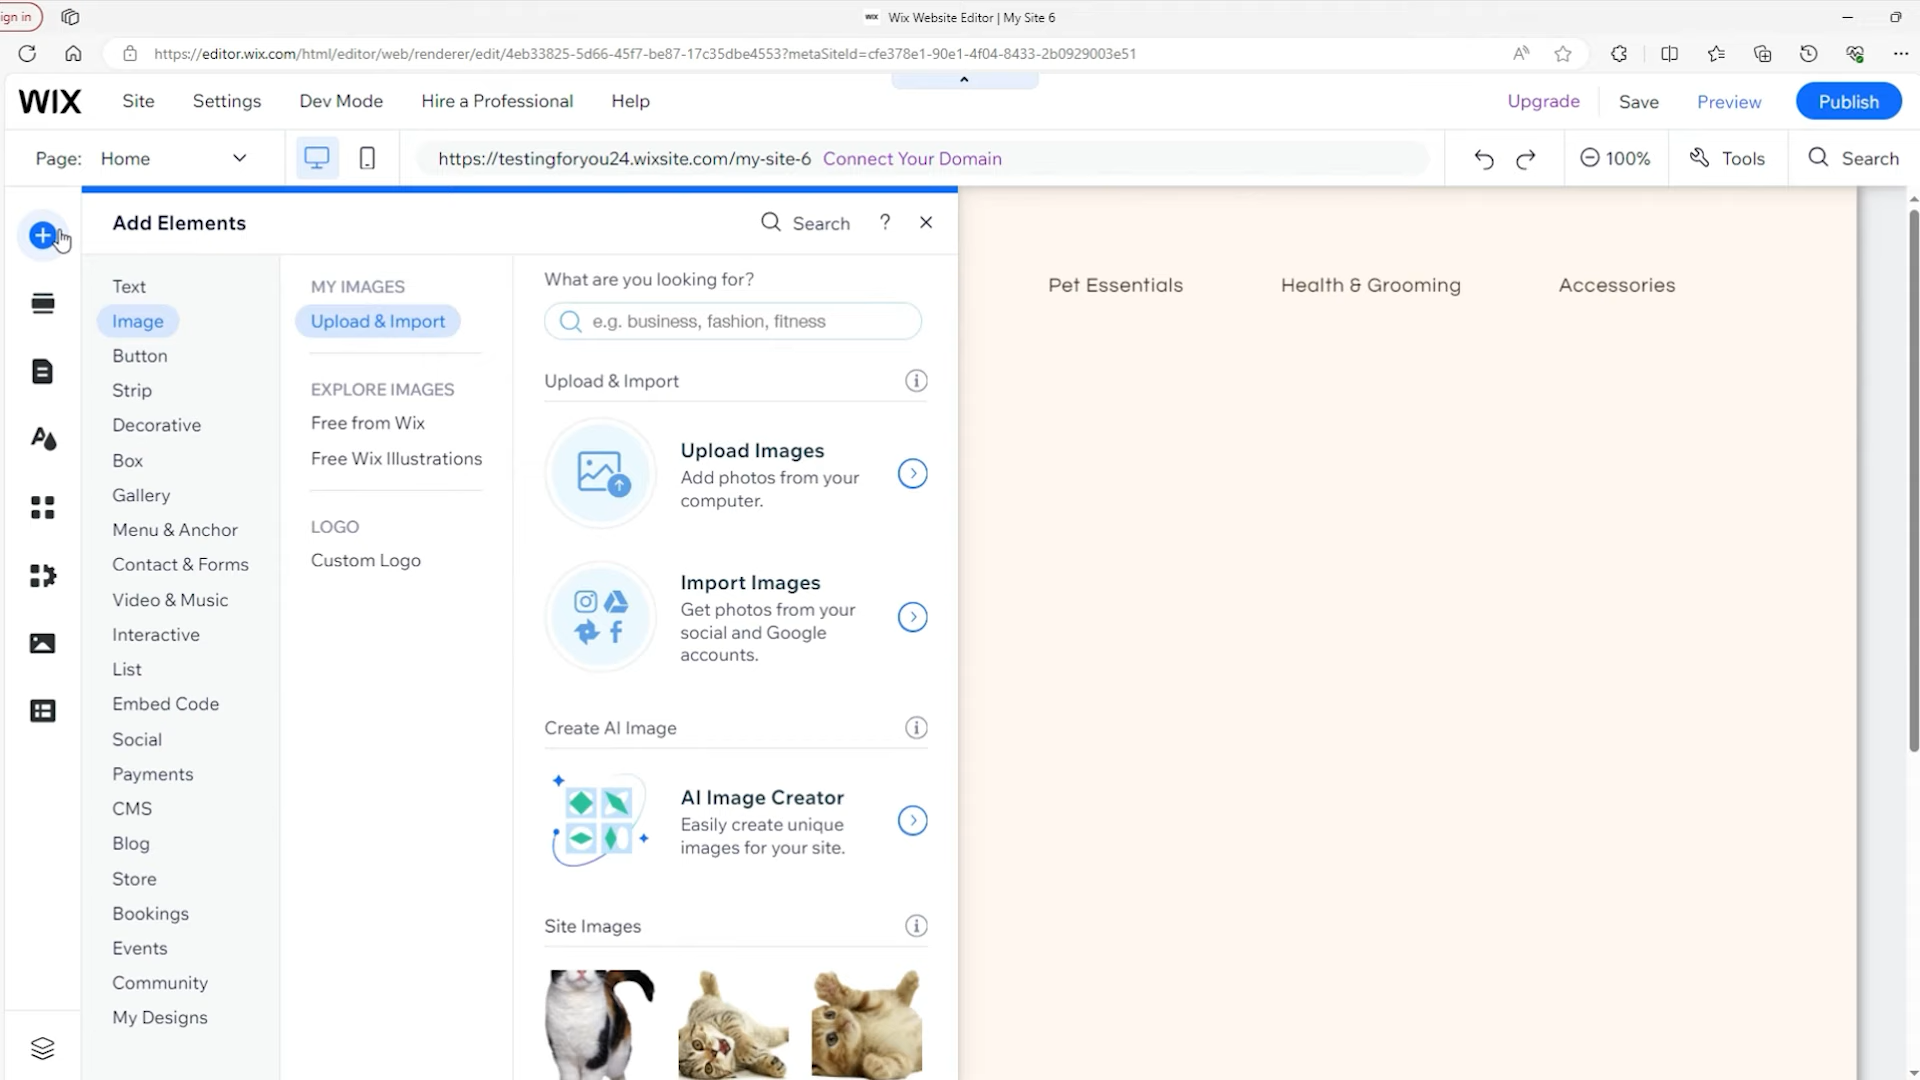 ign in
WIX Wix Website Editor | My Site 6
https://editor.wix.com/html/editor/web/renderer/edit/4eb33825-5d66-45f7-be87-17c35dbe4553?metaSiteId=cfe378e1-90e1-4f04-8433-2b0929003e51
WIX Site Settings Dev Mode Hire a Professional Help Upgrade Save Preview Publish
Page: Home https://testingforyou24.wixsite.com/my-site-6 Connect Your Domain 100% Tools Search
Add Elements Search ?
Text
Image
Button
Strip
Decorative
Box
Gallery
Menu & Anchor
Contact & Forms
Video & Music
Interactive
List
Embed Code
Social
Payments
CMS
Blog
Store
Bookings
Events
Community
My Designs
MY IMAGES
Upload & Import
EXPLORE IMAGES
Free from Wix
Free Wix Illustrations
LOGO
Custom Logo
What are you looking for?
e.g. business, fashion, fitness
Upload & Import
Upload Images
Add photos from your
computer.
Import Images
Get photos from your
social and Google
accounts.
Create AI Image
AI Image Creator
Easily create unique
images for your site.
Site Images
Pet Essentials Health & Grooming Accessories